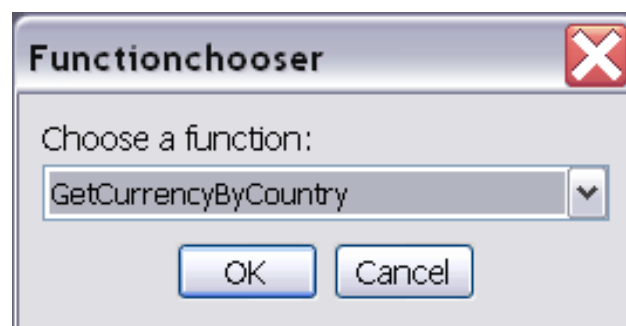 Functionchooser
Choose a function:
GetCurrencyByCountry
OK Cancel